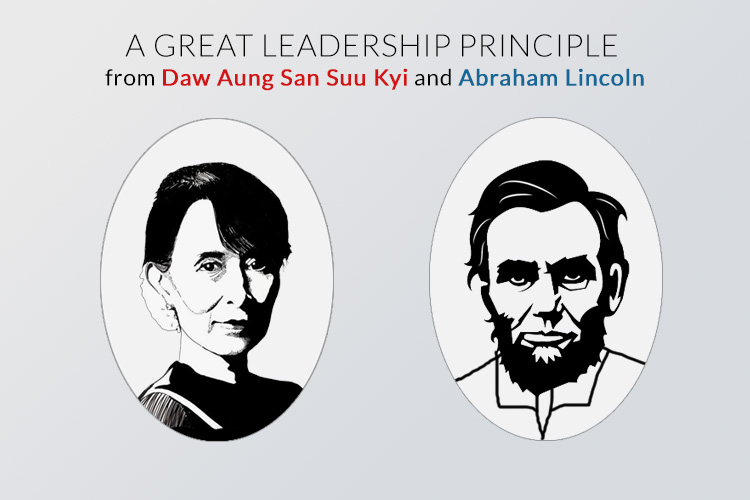 A GREAT LEADERSHIP PRINCIPLE
from Daw Aung San Suu Kyi and Abraham Lincoln